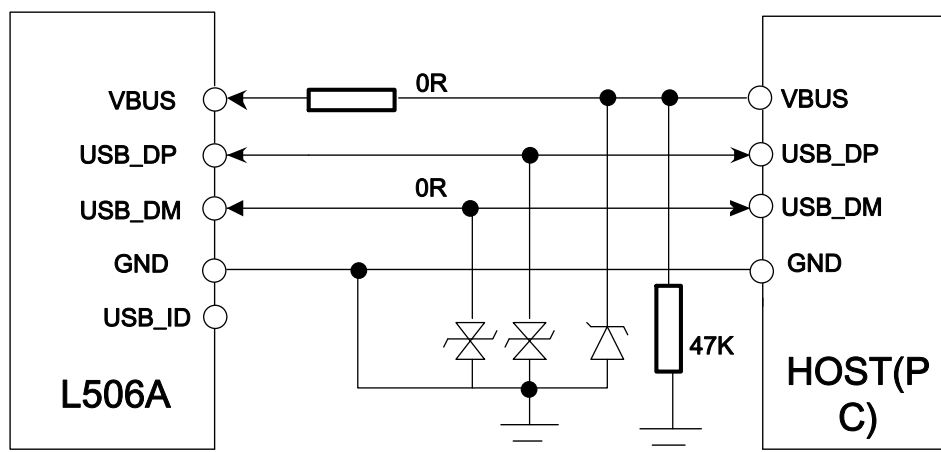 0R
VBUS
VBUS
USB_DP
USB_DP
0R
USB_DM
USB_DM
GND
GND
USB_ID
47K
L506A
HOST(P
C)